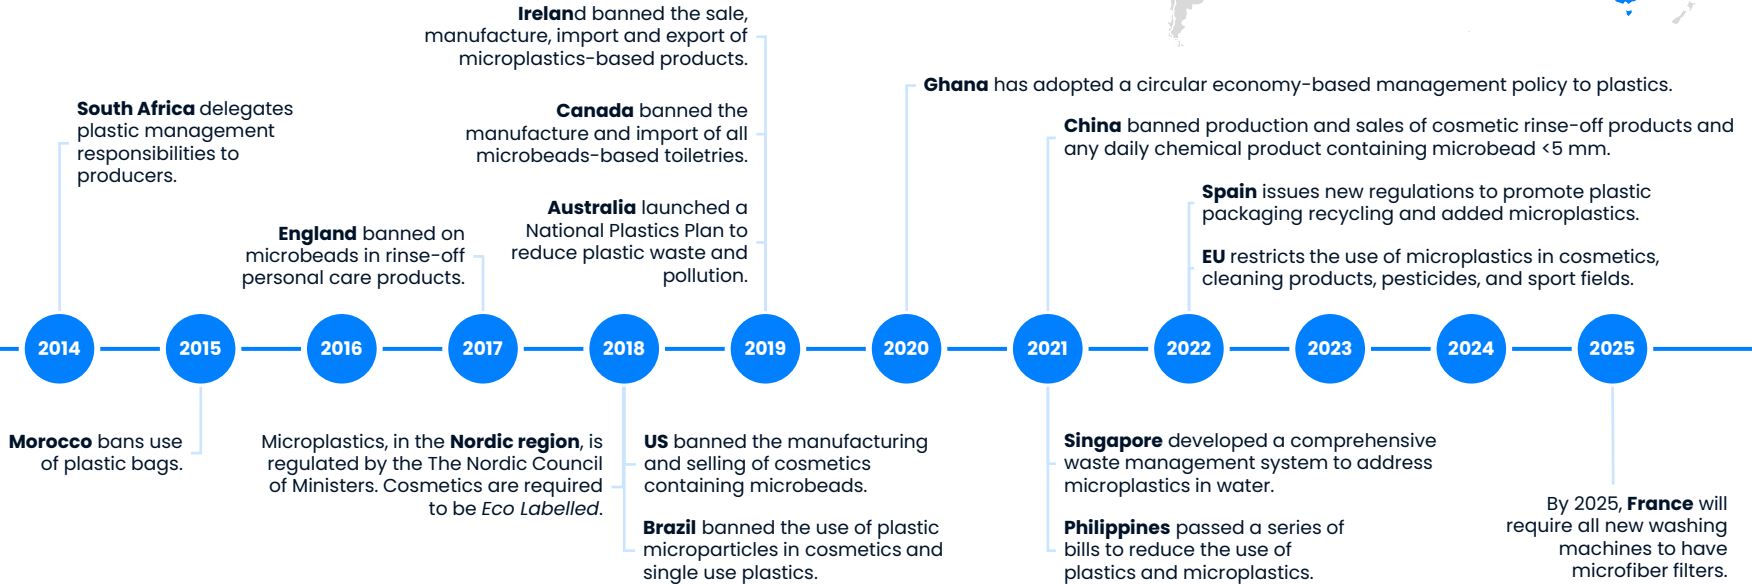 Ireland banned the sale,
manufacture, import and export of
microplastics-based products.
Canada banned the
manufacture and import of all
microbeads-based toiletries.
Australia launched a
National Plastics Plan to
reduce plastic waste and
pollution.
South Africa delegates
plastic management
responsibilities to
producers.
England banned on
microbeads in rinse-off
personal care products.
Ghana has adopted a circular economy-based management policy to plastics.
China banned production and sales of cosmetic rinse-off products and
any daily chemical product containing microbead <5 mm.
Spain issues new regulations to promote plastic
packaging recycling and added microplastics.
EU restricts the use of microplastics in cosmetics,
cleaning products, pesticides, and sport fields.
2014
2015
2016
2017
2018
2019
2020
2021
2022
2023
2024
2025
Morocco bans use
of plastic bags.
Microplastics, in the Nordic region, is
regulated by the The Nordic Council
of Ministers. Cosmetics are required
to be Eco Labelled.
US banned the manufacturing
and selling of cosmetics
containing microbeads.
Brazil banned the use of plastic
microparticles in cosmetics and
single use plastics.
Singapore developed a comprehensive
waste management system to address
microplastics in water.
Philippines passed a series of
bills to reduce the use of
plastics and microplastics.
By 2025, France will
require all new washing
machines to have
microfiber filters.